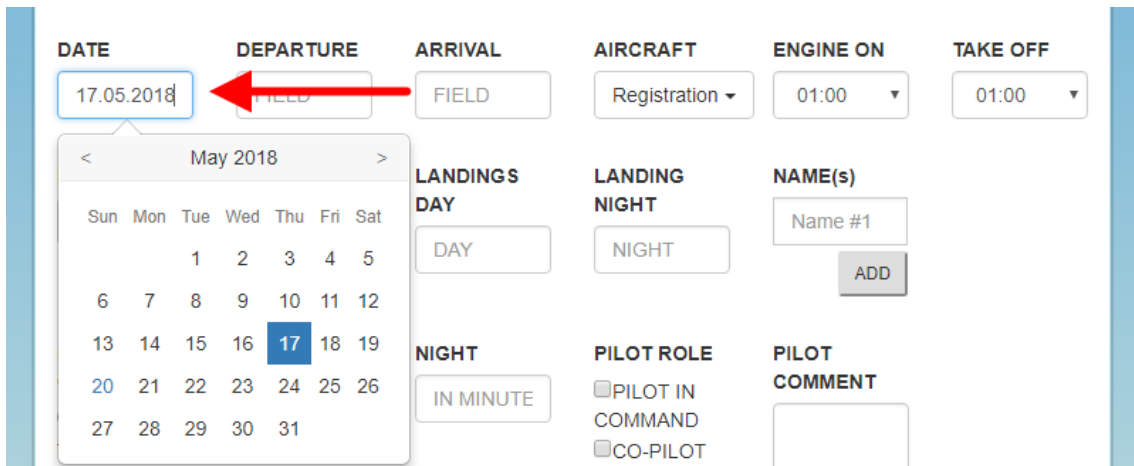 DATE DEPARTURE ARRIVAL AIRCRAFT ENGINE ON TAKE OFF
17.05.2018 FIELD FIELD Registration 01:00 01:00
< May 2018 >
Sun Mon Tue Wed Thu Fri Sat
1 2 3 4 5
6 7 8 9 10 11 12
13 14 15 16 17 18 19
20 21 22 23 24 25 26
27 28 29 30 31
LANDINGS
DAY
DAY
LANDING
NIGHT
NIGHT
NAME(s)
Name #1
ADD
NIGHT
IN MINUTE
PILOT ROLE
PILOT IN
COMMAND
CO-PILOT
PILOT
COMMENT